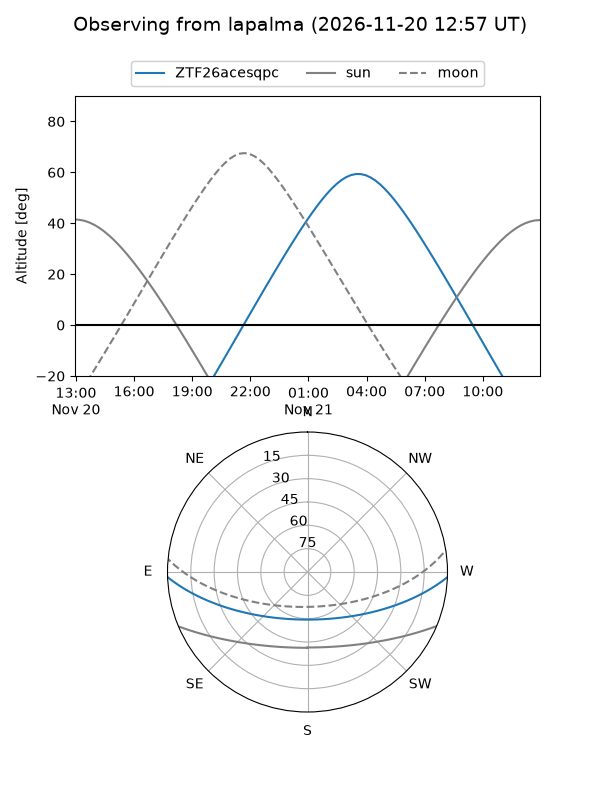 Observing from lapalma (2026-11-20 12:57 UT)
ZTF26acesqpc sun moon
Altitude [deg]
80
60
40
20
0
−20
13:00 16:00 19:00 22:00 01:00 04:00 07:00 10:00
Nov 20 Nov 21
N
NE NW
15
30
45
60
75
E W
SE SW
S